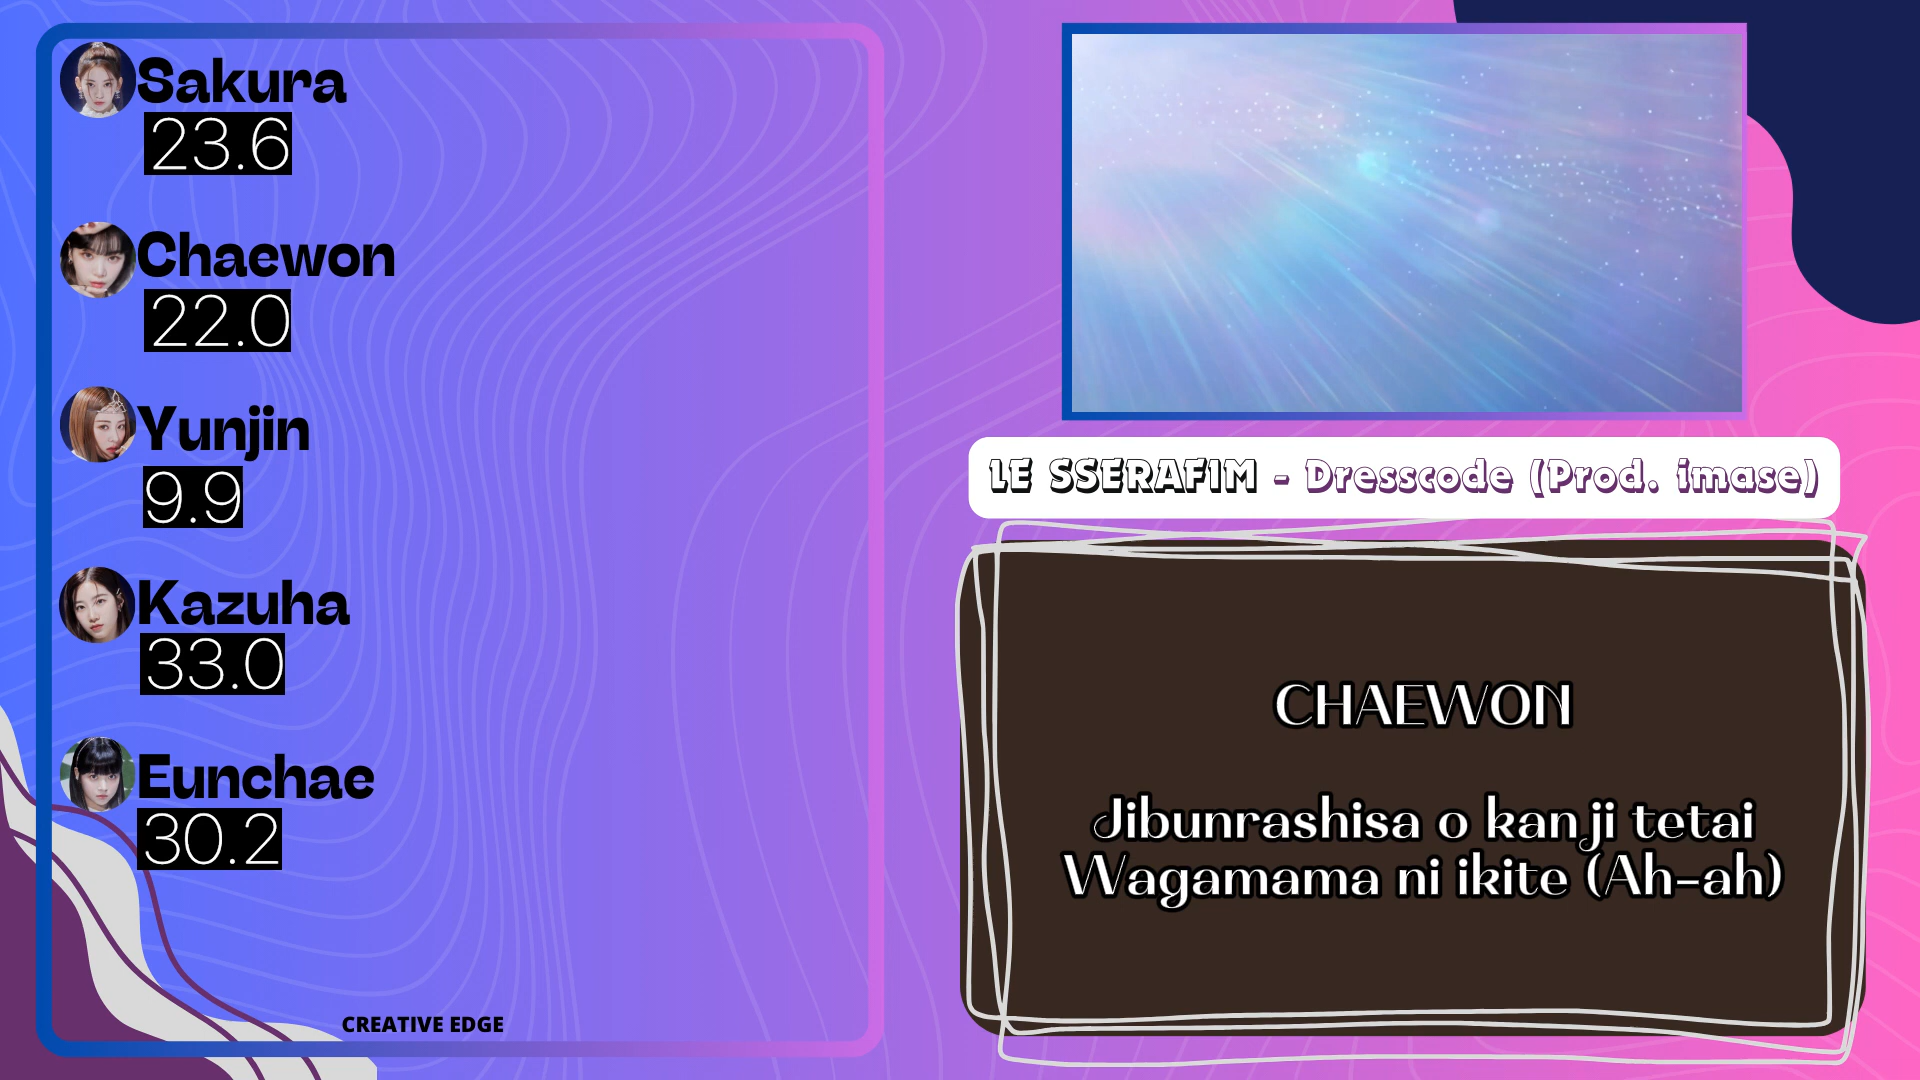 Sakura
23.6
Chaewon
22.0
Yunjin
9.9
Kazuha
33.0
Eunchae
30.2
CREATIVE EDGE
LE SSERAFIM - Dresscode (Prod. imase)
CHAEWON
Jibunrashisa o kanji tetai
Wagamama ni ikite (Ah-ah)